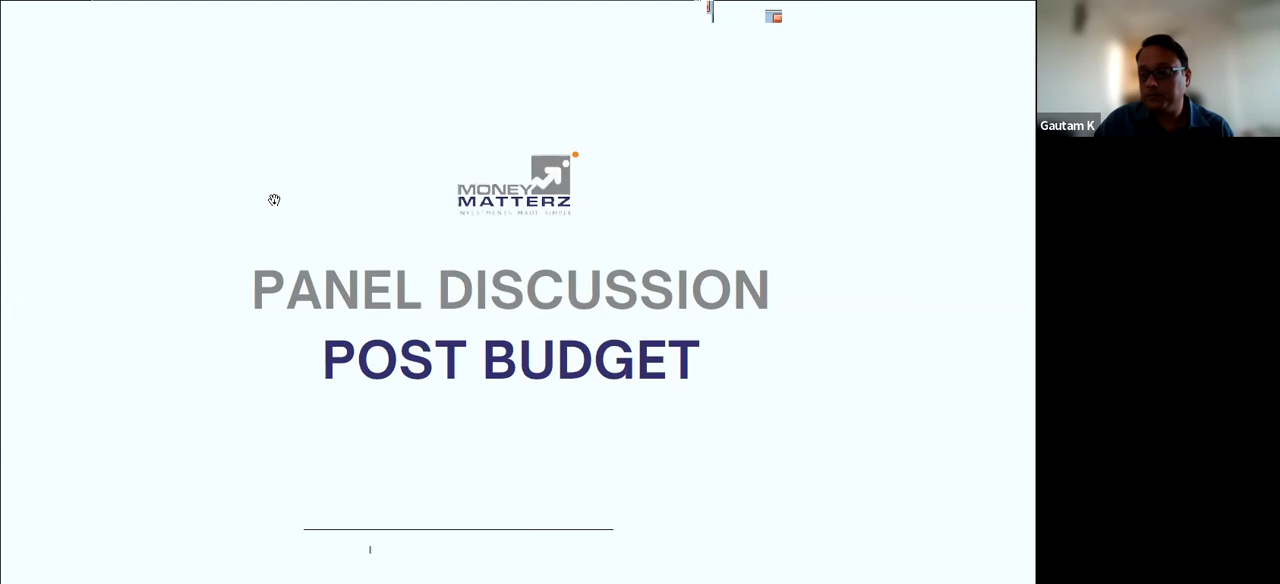 MONEY
MATTERZ
INVESTMENTS MADE SIMPLE
PANEL DISCUSSION
POST BUDGET
Gautam K